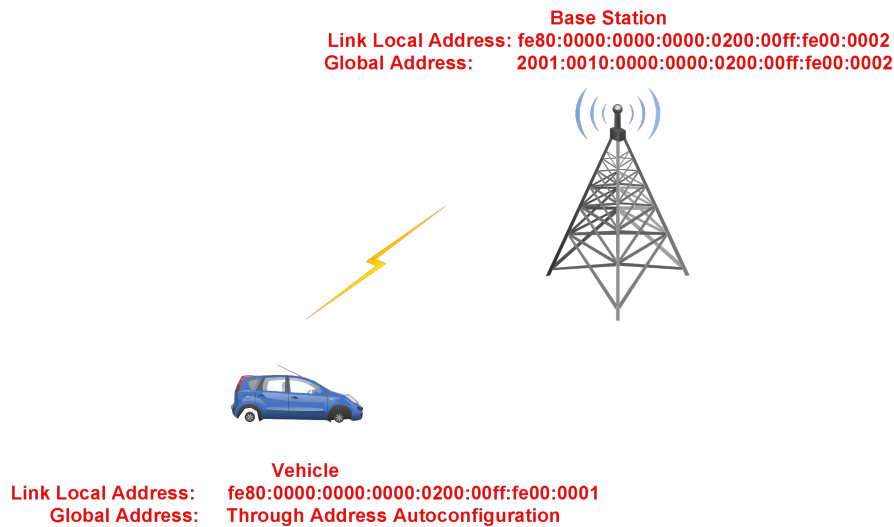 Base Station
Link Local Address: fe80:0000:0000:0000:0200:00ff:fe00:0002
Global Address: 2001:0010:0000:0000:0200:00ff:fe00:0002
Vehicle
Link Local Address: fe80:0000:0000:0000:0200:00ff:fe00:0001
Global Address: Through Address Autoconfiguration